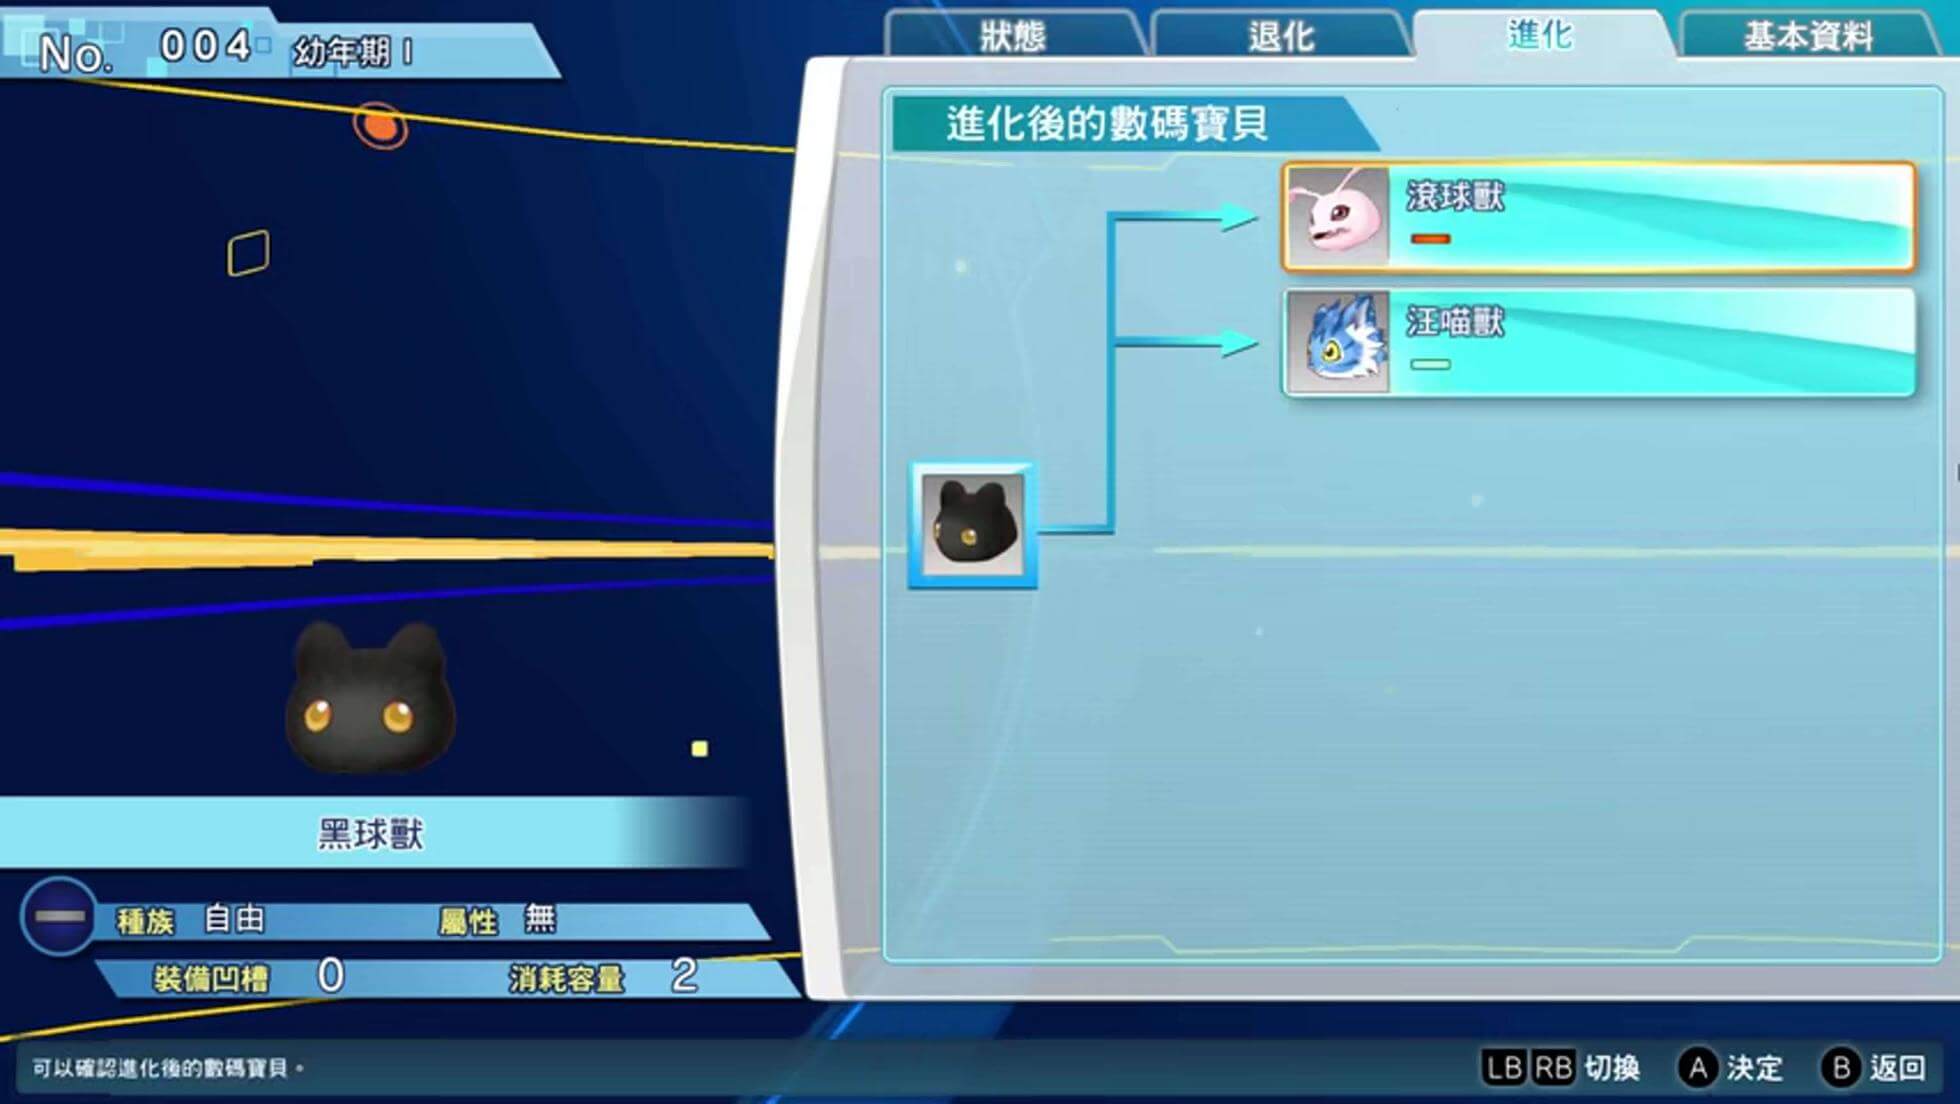 No. 004 幼年期 I
狀態 退化 進化 基本資料
進化後的數碼寶貝
滾球獸
汪喵獸
黑球獸
種族 自由 屬性 無
裝備凹槽 0 消耗容量 2
可以確認進化後的數碼寶貝。
LB RB 切換 A 決定 B 返回